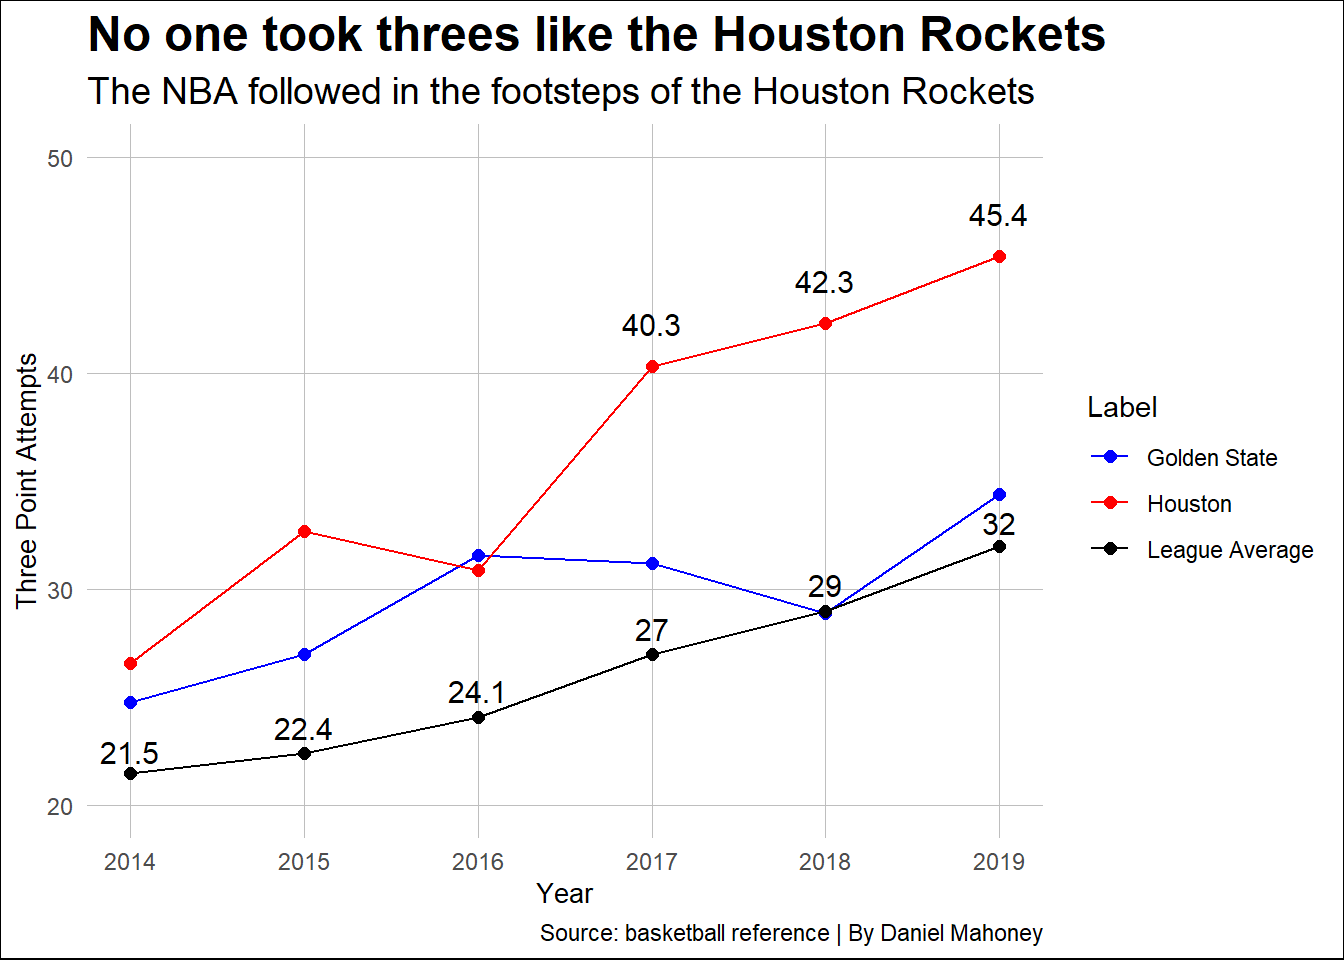 No one took threes like the Houston Rockets
The NBA followed in the footsteps of the Houston Rockets
50
40
30
20
Three Point Attempts
45.4
42.3
40.3
32
29
27
24.1
22.4
21.5
2014 2015 2016 2017 2018 2019
Year
Label
Golden State
Houston
League Average
Source: basketball reference | By Daniel Mahoney